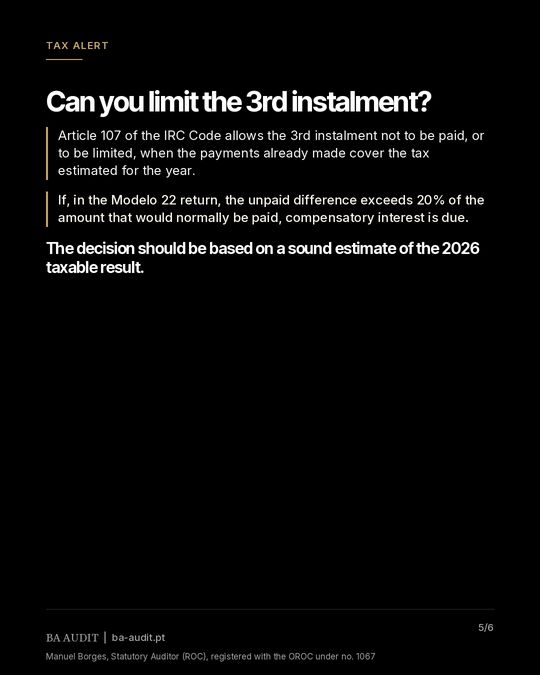 TAX ALERT
Can you limit the 3rd instalment?
Article 107 of the IRC Code allows the 3rd instalment not to be paid, or
to be limited, when the payments already made cover the tax
estimated for the year.
If, in the Modelo 22 return, the unpaid difference exceeds 20% of the
amount that would normally be paid, compensatory interest is due.
The decision should be based on a sound estimate of the 2026
taxable result.
5/6
BA AUDIT | ba-audit.pt
Manuel Borges, Statutory Auditor (ROC), registered with the OROC under no. 1067